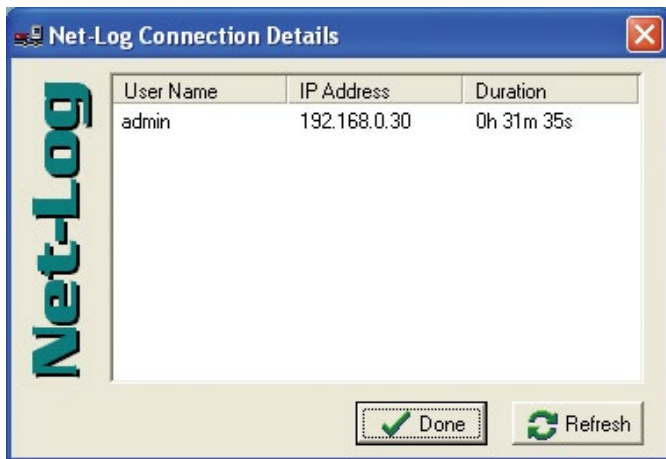 Net-Log Connection Details
Net-Log
User Name IP Address Duration
admin 192.168.0.30 0h 31m 35s
Done Refresh